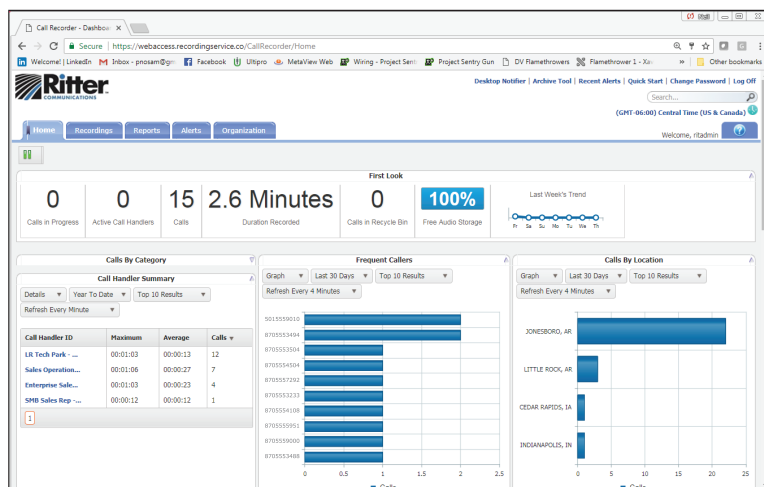 Call Recorder - Dashboa
Secure | https://webaccess.recordingservice.co/CallRecorder/Home
Welcome! | LinkedIn Inbox - pnosam@gm Facebook Ultipro MetaView Web Wiring - Project Sent Project Sentry Gun DV Flamethrowers Flamethrower 1 - Xa Other bookmarks
Ritter
COMMUNICATIONS
Desktop Notifier | Archive Tool | Recent Alerts | Quick Start | Change Password | Log Off
Search...
(GMT-06:00) Central Time (US & Canada)
Home Recordings Reports Alerts Organization
Welcome, ritadmin
First Look
0 0 15 2.6 Minutes 0 100%
Calls in Progress Active Call Handlers Calls Duration Recorded Calls in Recycle Bin Free Audio Storage
Last Week's Trend
Fr Sa Su Mo Tu We Th
Calls By Category
Call Handler Summary
Details Year To Date Top 10 Results
Refresh Every Minute
Call Handler ID Maximum Average Calls
LR Tech Park - ... 00:01:03 00:00:13 12
Sales Operation... 00:01:06 00:00:27 7
Enterprise Sale... 00:01:03 00:00:23 4
SMB Sales Rep -... 00:00:12 00:00:12 1
1
Frequent Callers
Graph Last 30 Days Top 10 Results
Refresh Every 4 Minutes
5015559010
8705553494
8705553504
8705554504
8705557292
8705553233
8705554108
8705555951
8705559000
8705553488
0 0.5 1 1.5 2 2.5
Calls
Calls By Location
Graph Last 30 Days Top 10 Results
Refresh Every 4 Minutes
JONESBORO, AR
LITTLE ROCK, AR
CEDAR RAPIDS, IA
INDIANAPOLIS, IN
0 5 10 15 20 25
Calls